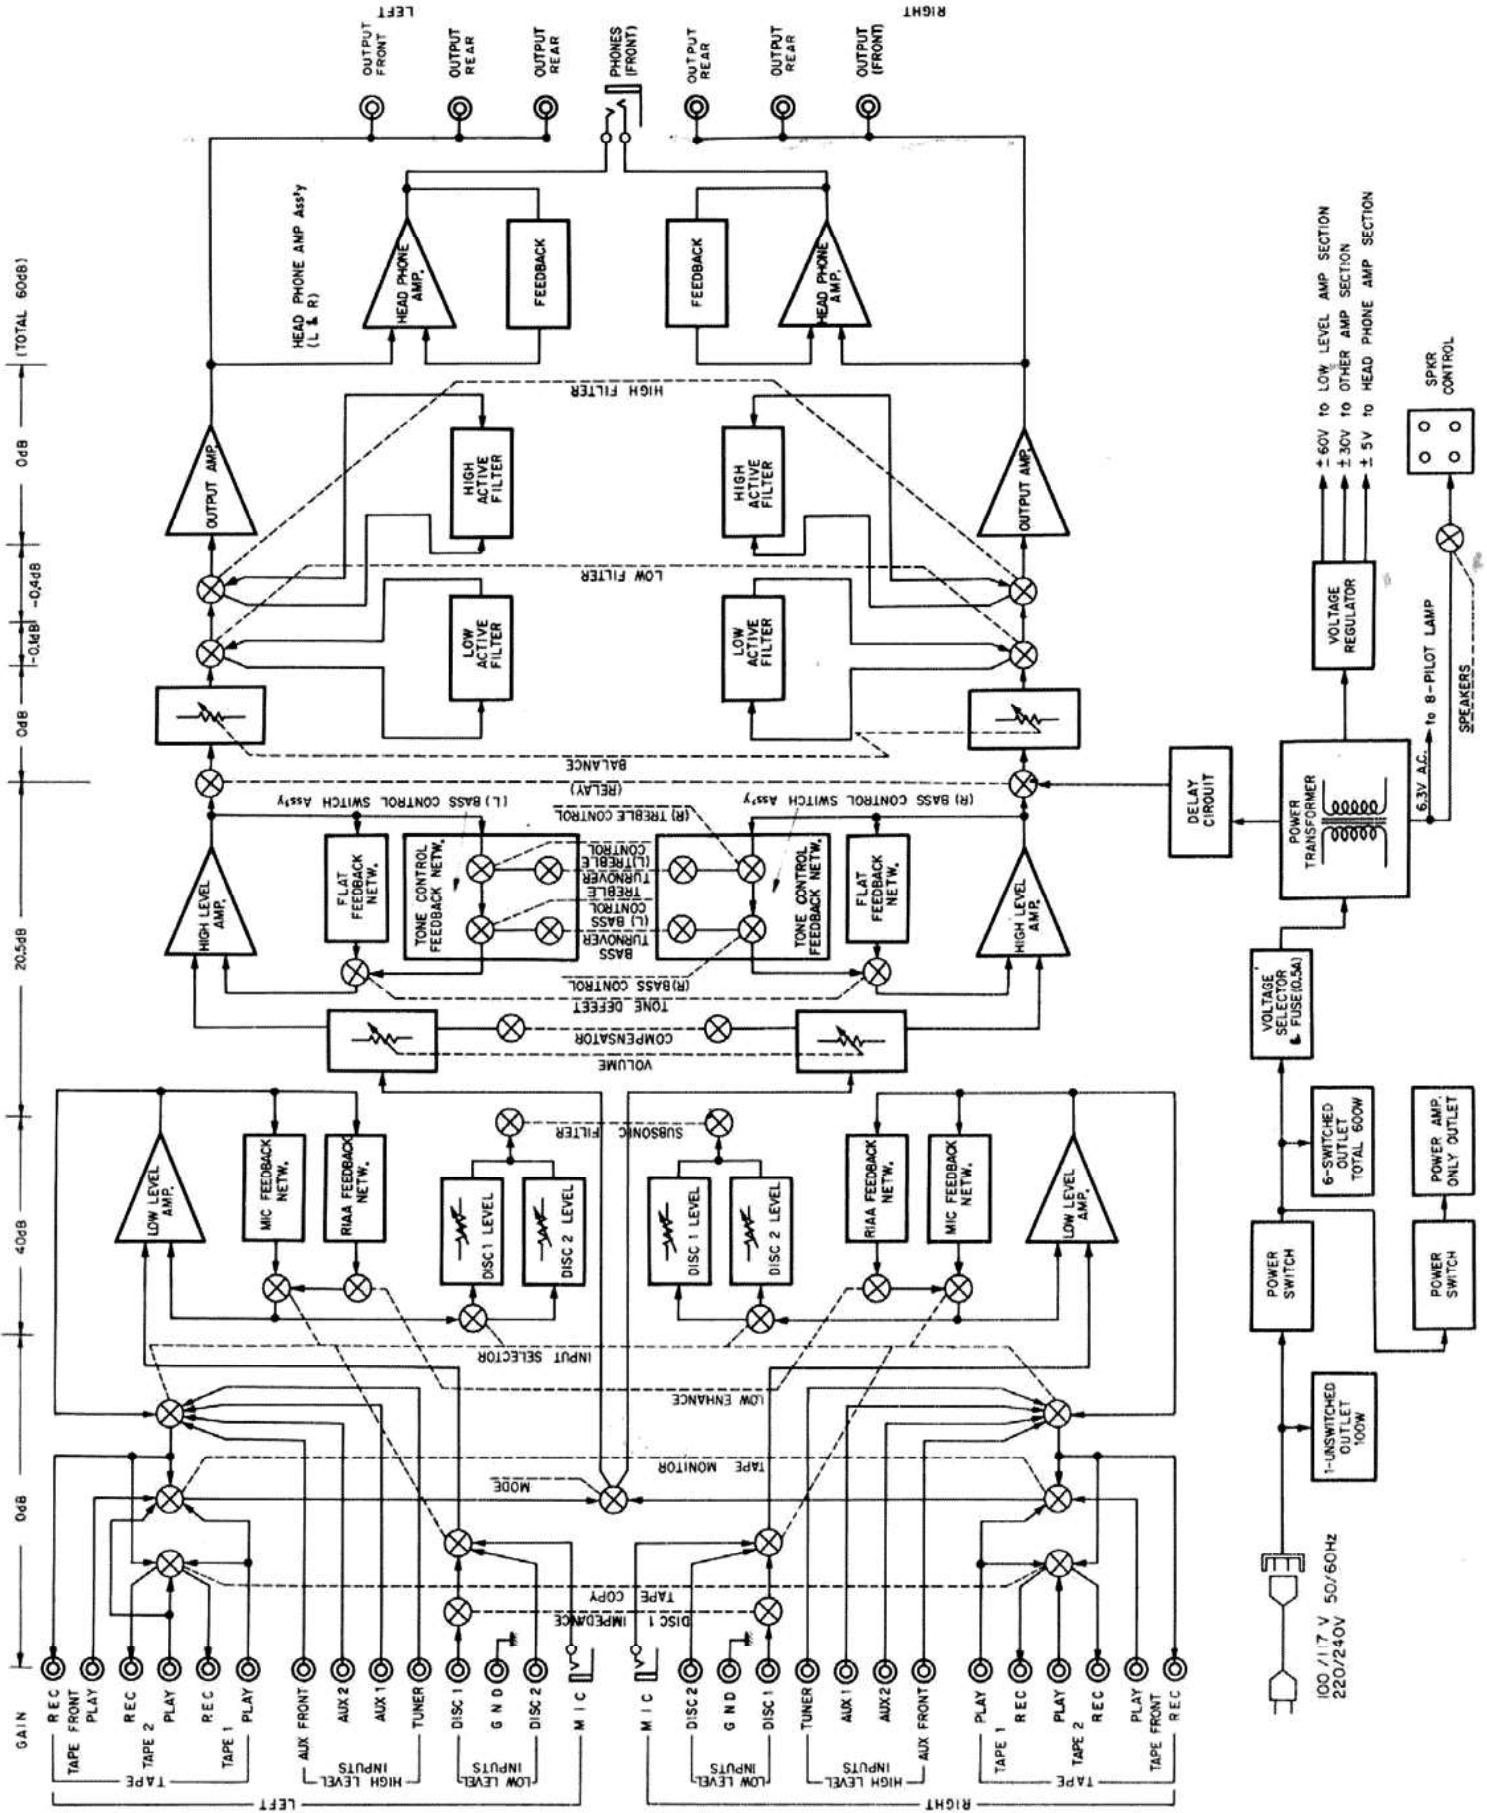 GAIN
0dB
40dB
20.5dB
0dB
-0.1dB
-0.4dB
0dB
(TOTAL 60dB)
LEFT
TAPE
REC
TAPE FRONT
PLAY
REC
TAPE 2
PLAY
REC
TAPE 1
PLAY
HIGH LEVEL
INPUTS
AUX FRONT
AUX 2
AUX 1
TUNER
LOW LEVEL
INPUTS
DISC 1
GND
DISC 2
MIC
RIGHT
MIC
LOW LEVEL
INPUTS
DISC 2
GND
DISC 1
HIGH LEVEL
INPUTS
TUNER
AUX 1
AUX 2
AUX FRONT
TAPE
PLAY
TAPE 1
REC
PLAY
TAPE 2
REC
PLAY
TAPE FRONT
REC
DISC 1 IMPEDANCE
TAPE COPY
MODE
TAPE MONITOR
LOW ENHANCE
INPUT SELECTOR
LOW LEVEL
AMP.
MIC FEEDBACK
NETW.
RIAA FEEDBACK
NETW.
DISC 1 LEVEL
DISC 2 LEVEL
SUBSONIC FILTER
DISC 1 LEVEL
DISC 2 LEVEL
RIAA FEEDBACK
NETW.
MIC FEEDBACK
NETW.
LOW LEVEL
AMP.
VOLUME
COMPENSATOR
TONE DEFEET
(R) BASS CONTROL
HIGH LEVEL
AMP.
FLAT
FEEDBACK
NETW.
TONE CONTROL
FEEDBACK NETW.
BASS
TURNOVER
(L) BASS
CONTROL
TREBLE
TURNOVER
(L) TREBLE
CONTROL
TONE CONTROL
FEEDBACK NETW.
FLAT
FEEDBACK
NETW.
HIGH LEVEL
AMP.
(R) TREBLE CONTROL
(L) BASS CONTROL SWITCH Ass'y
(R) BASS CONTROL SWITCH Ass'y
(RELAY)
BALANCE
LOW
ACTIVE
FILTER
LOW
ACTIVE
FILTER
LOW FILTER
OUTPUT AMP.
HIGH
ACTIVE
FILTER
HIGH
ACTIVE
FILTER
OUTPUT AMP.
HIGH FILTER
HEAD PHONE AMP Ass'y
(L & R)
HEAD PHONE
AMP.
FEEDBACK
FEEDBACK
HEAD PHONE
AMP.
OUTPUT
FRONT
OUTPUT
REAR
OUTPUT
REAR
PHONES
(FRONT)
OUTPUT
REAR
OUTPUT
REAR
OUTPUT
(FRONT)
LEFT
RIGHT
100/117 V 50/60Hz
220/240V
1-UNSWITCHED
OUTLET
100W
POWER
SWITCH
POWER
SWITCH
6-SWITCHED
OUTLET
TOTAL 600W
POWER AMP.
ONLY OUTLET
VOLTAGE
SELECTOR
& FUSE(0.5A)
POWER
TRANSFORMER
DELAY
CIRCUIT
6.3V A.C.
to 8-PILOT LAMP
VOLTAGE
REGULATOR
SPEAKERS
±60V to LOW LEVEL AMP SECTION
±30V to OTHER AMP SECTION
±5V to HEAD PHONE AMP SECTION
SPKR
CONTROL